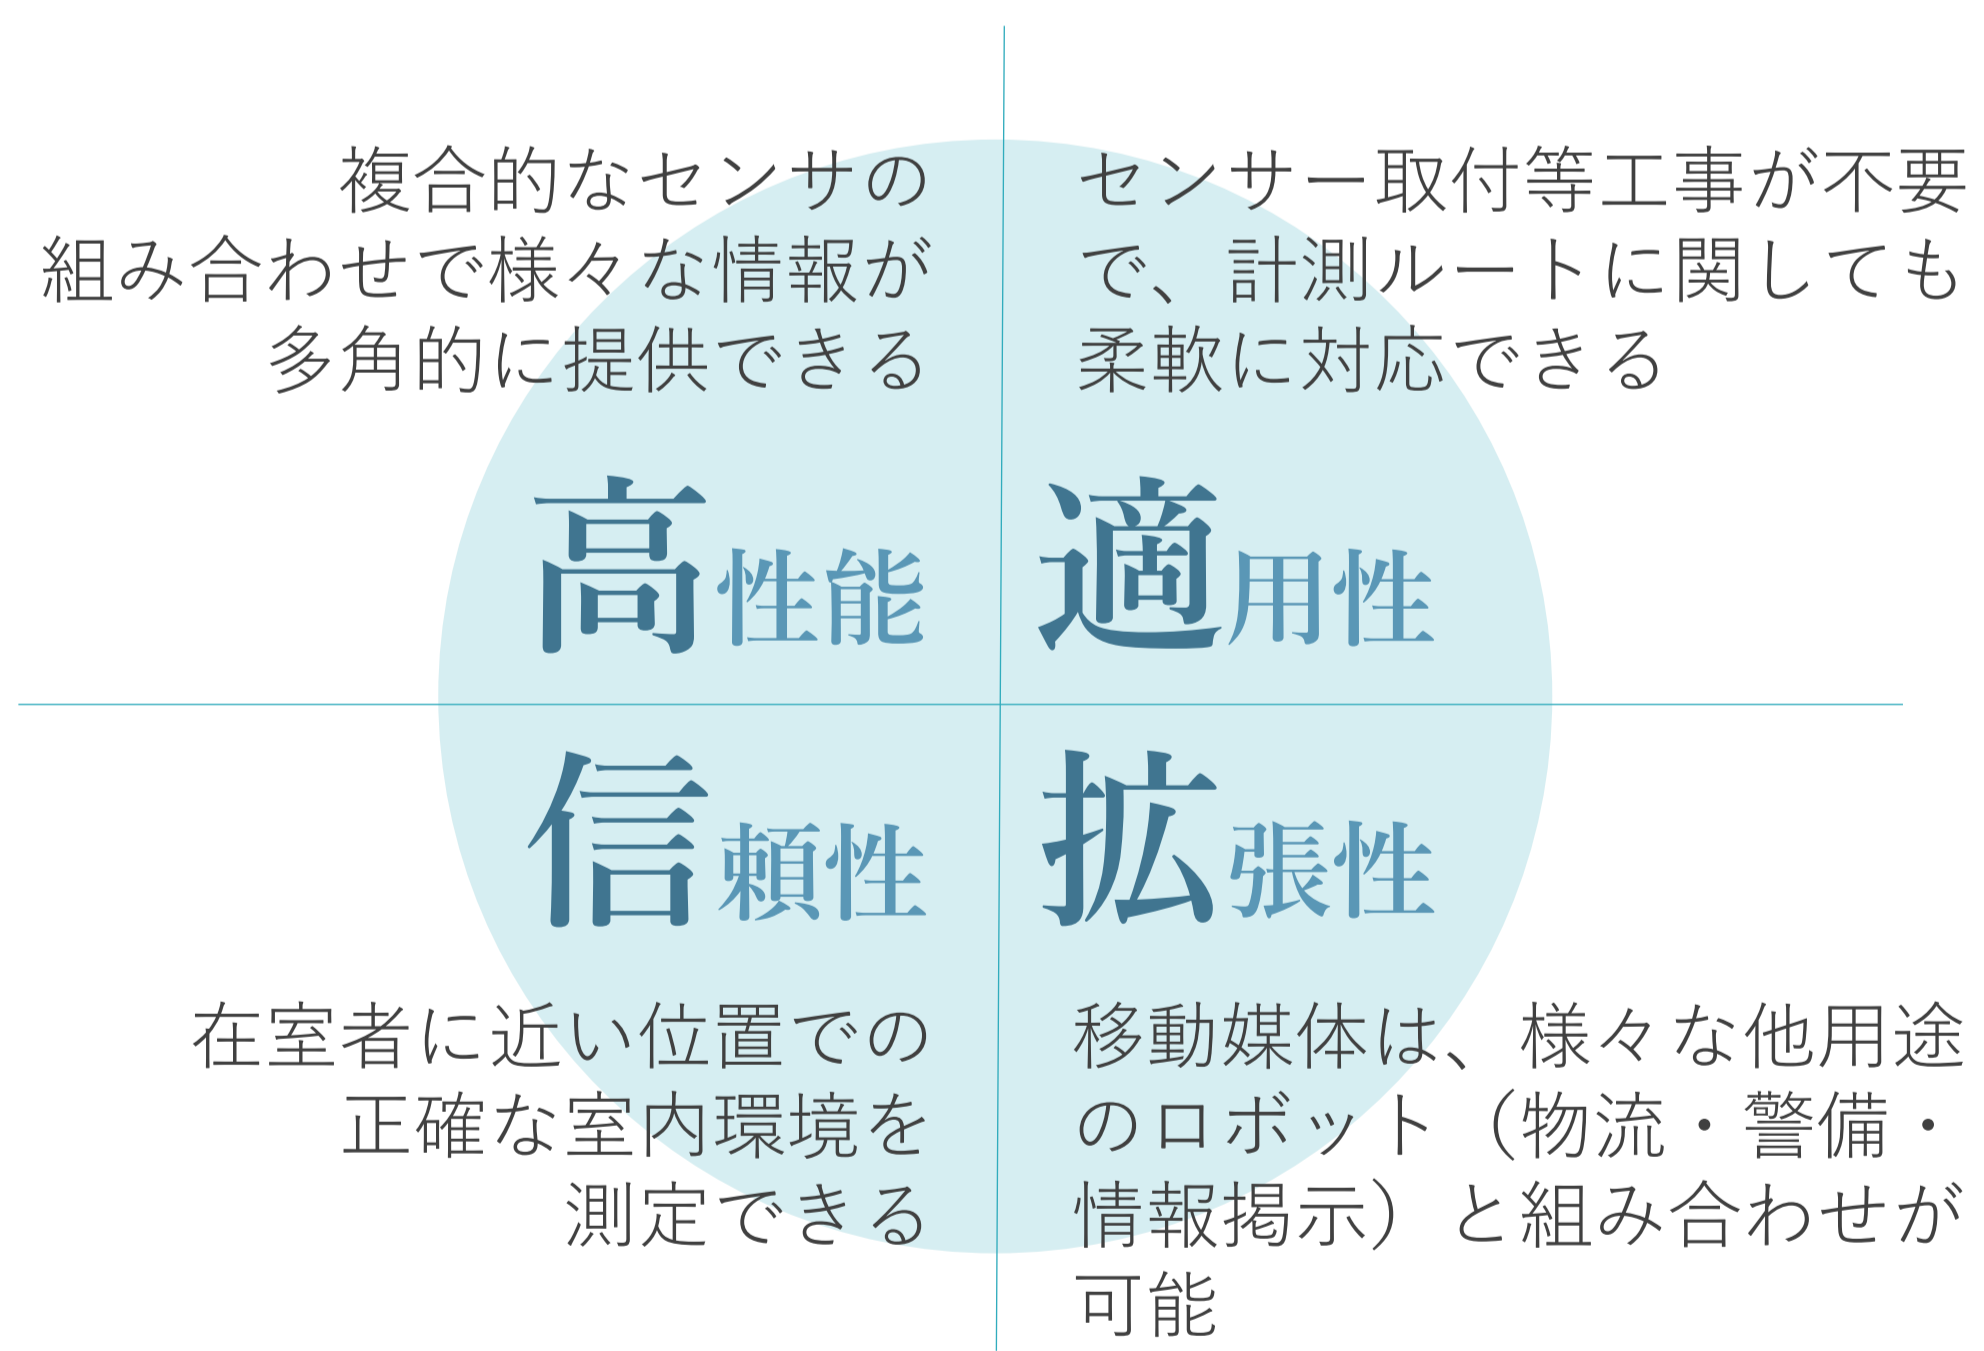 複合的なセンサの
組み合わせで様々な情報が
多角的に提供できる
高性能
センサー取付等工事が不要
で、計測ルートに関しても
柔軟に対応できる
適用性
信頼性
在室者に近い位置での
正確な室内環境を
測定できる
拡張性
移動媒体は、様々な他用途
のロボット（物流・警備・
情報掲示）と組み合わせが
可能